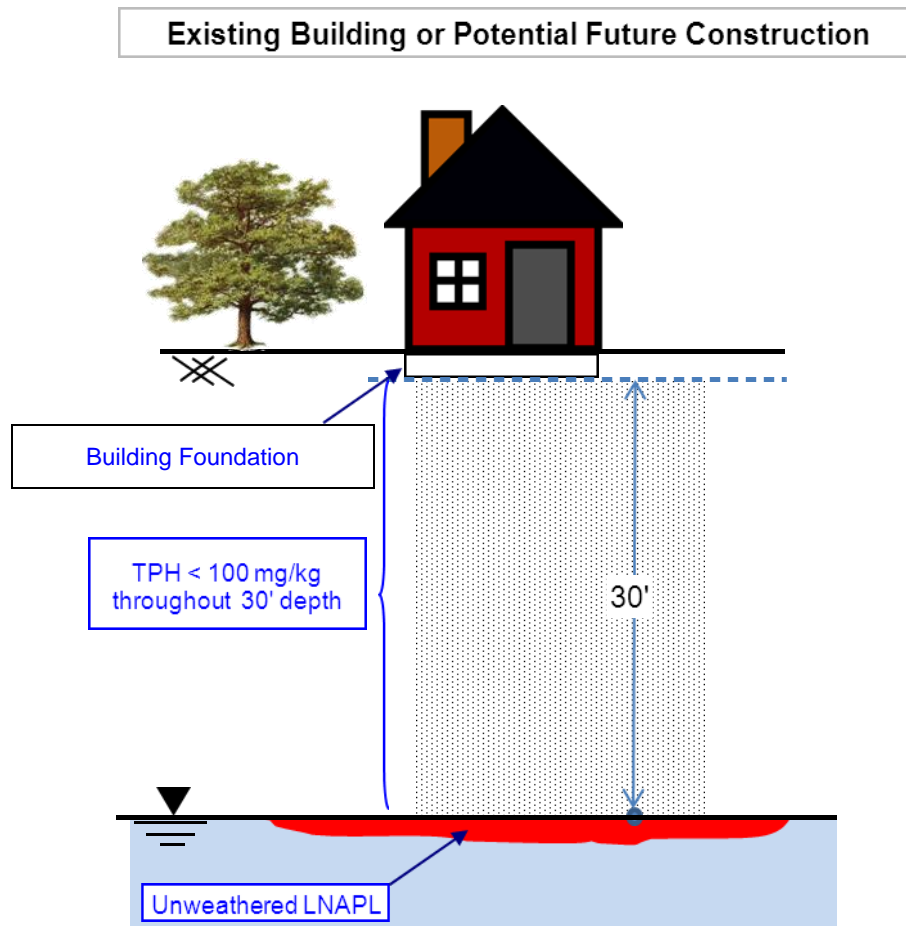 Existing Building or Potential Future Construction
Building Foundation
TPH < 100 mg/kg
throughout 30' depth
30'
Unweathered LNAPL